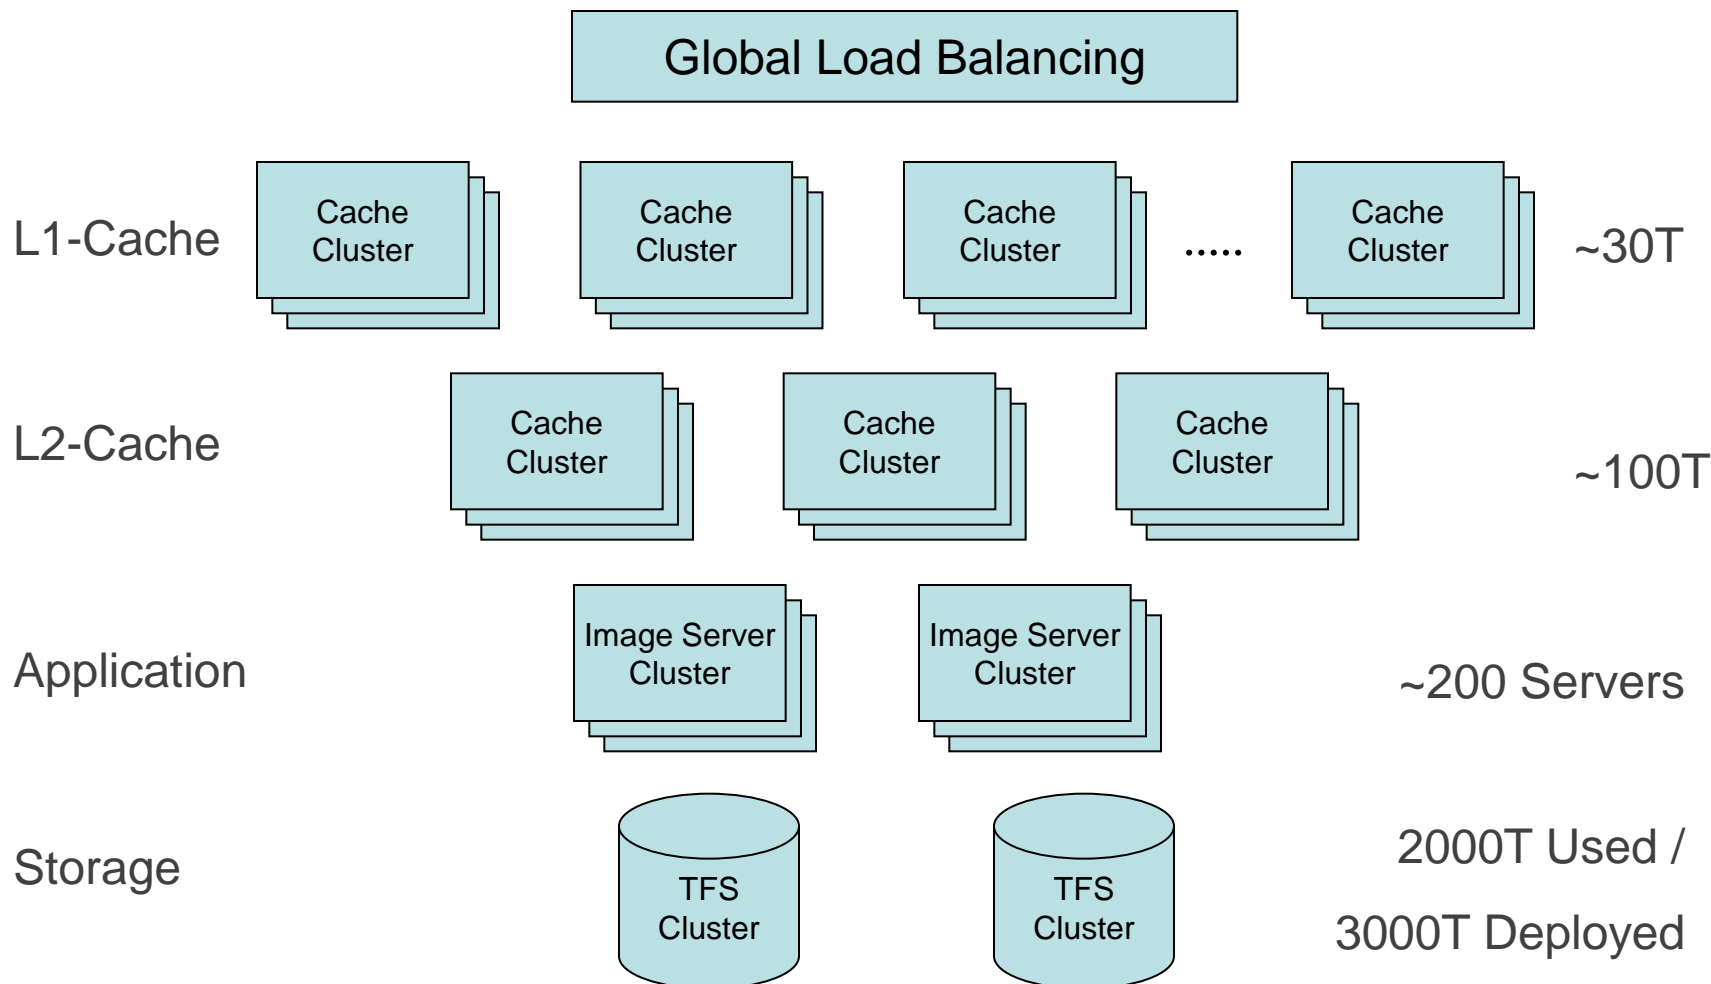 Global Load Balancing
L1-Cache
Cache
Cluster
Cache
Cluster
Cache
Cluster
.....
Cache
Cluster
~30T
L2-Cache
Cache
Cluster
Cache
Cluster
Cache
Cluster
~100T
Application
Image Server
Cluster
Image Server
Cluster
~200 Servers
Storage
TFS
Cluster
TFS
Cluster
2000T Used /
3000T Deployed